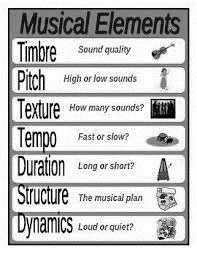 Musical Elements
Timbre Sound quality
Pitch High or low sounds
Texture How many sounds?
Tempo Fast or slow?
Duration Long or short?
Structure The musical plan
Dynamics Loud or quiet?